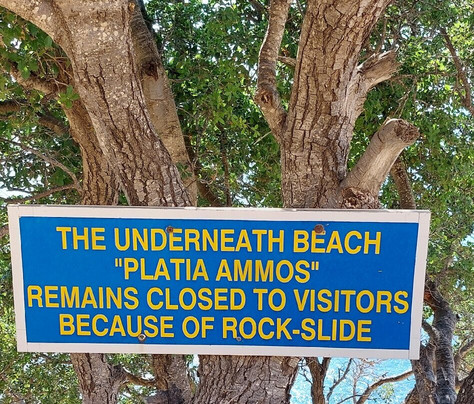 THE UNDERNEATH BEACH
"PLATIA AMMOS"
REMAINS CLOSED TO VISITORS
BECAUSE OF ROCK-SLIDE